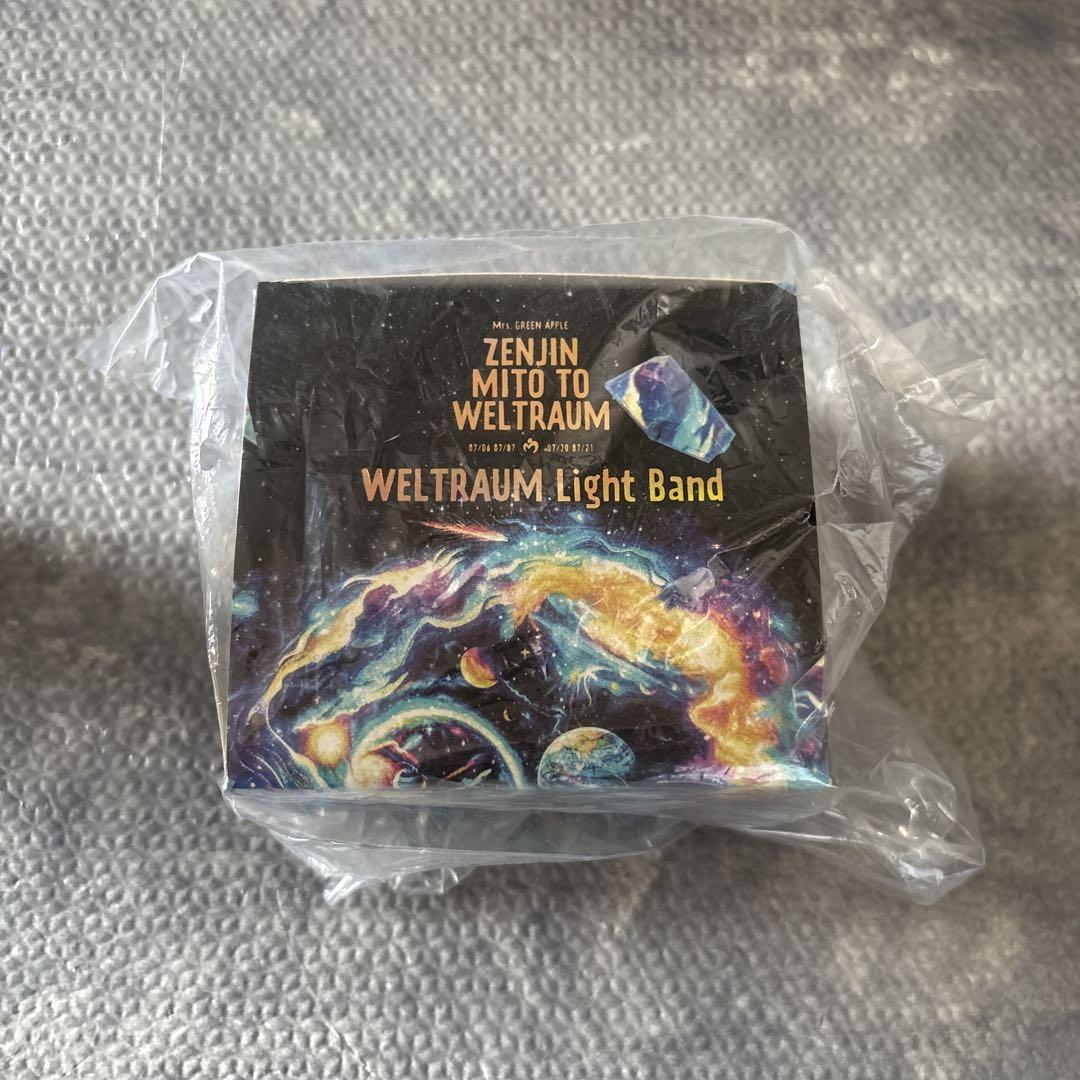 Mrs. GREEN APPLE
ZENJIN
MITO TO
WELTRAUM
07/06 07/07 07/20 07/21
WELTRAUM Light Band